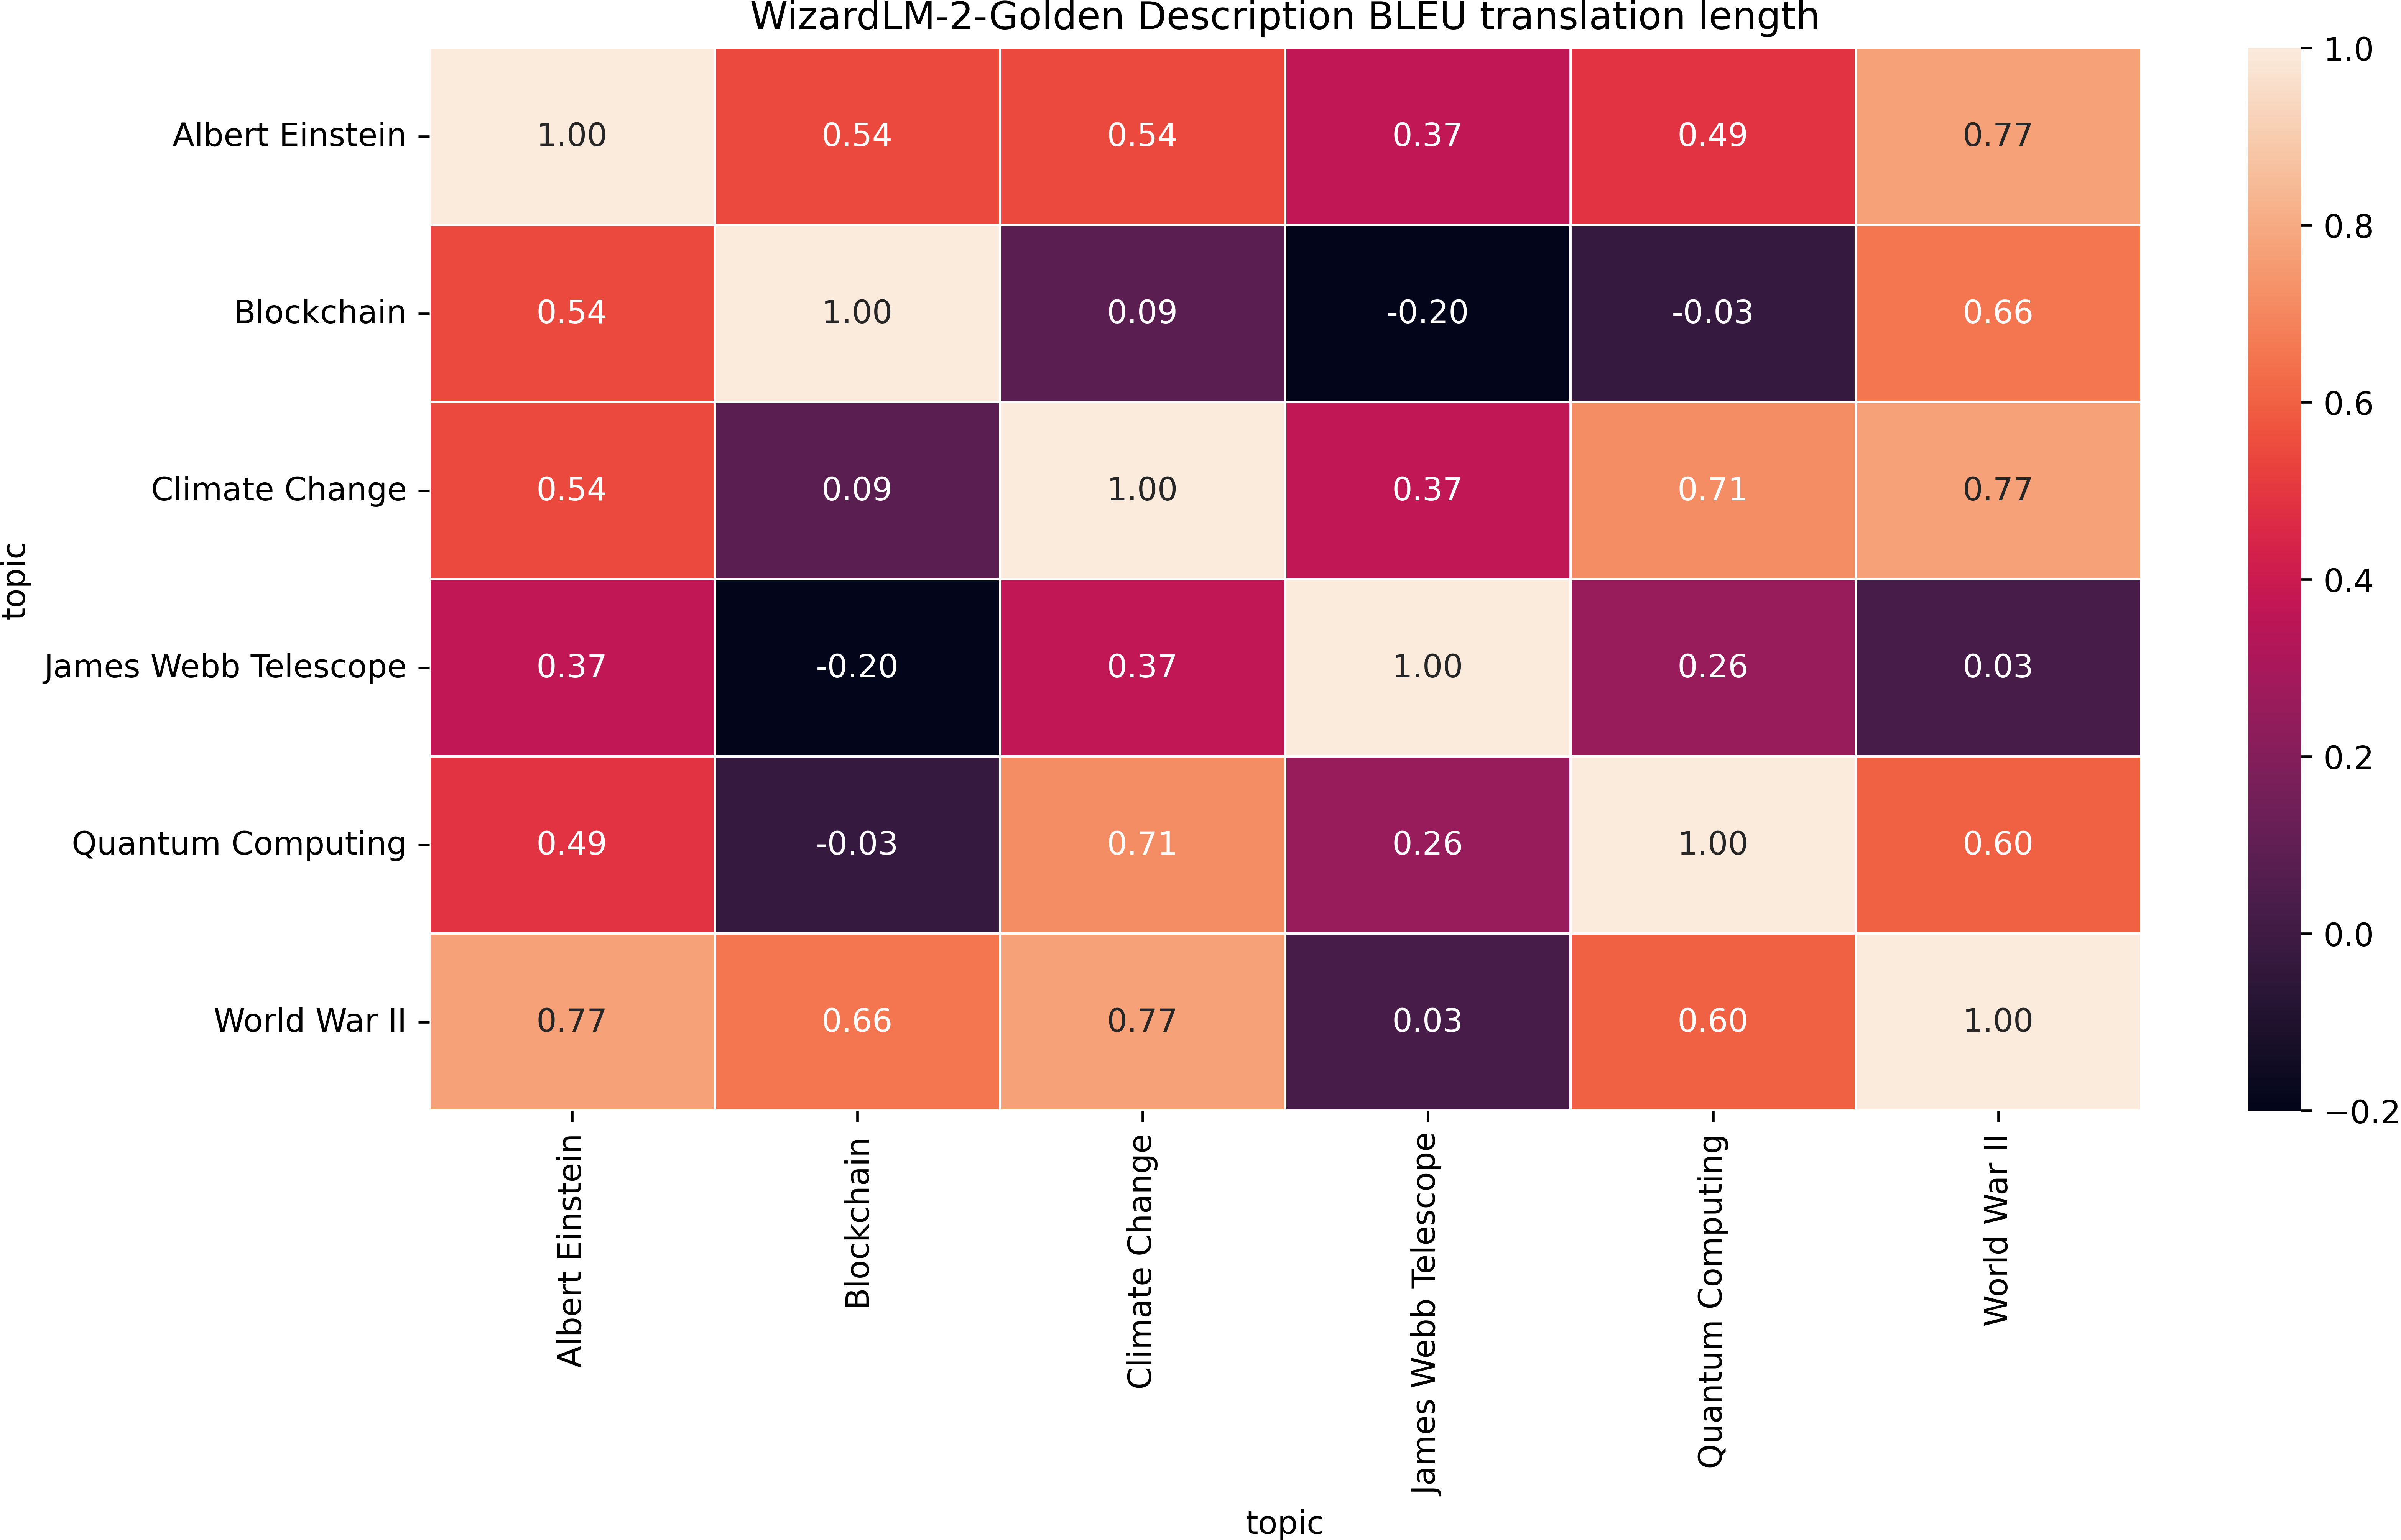 WizardLM-2-Golden Description BLEU translation length
topic
Albert Einstein 1.00 0.54 0.54 0.37 0.49 0.77
Blockchain 0.54 1.00 0.09 -0.20 -0.03 0.66
Climate Change 0.54 0.09 1.00 0.37 0.71 0.77
James Webb Telescope 0.37 -0.20 0.37 1.00 0.26 0.03
Quantum Computing 0.49 -0.03 0.71 0.26 1.00 0.60
World War II 0.77 0.66 0.77 0.03 0.60 1.00
Albert Einstein
Blockchain
Climate Change
James Webb Telescope
Quantum Computing
World War II
topic
1.0
0.8
0.6
0.4
0.2
0.0
−0.2